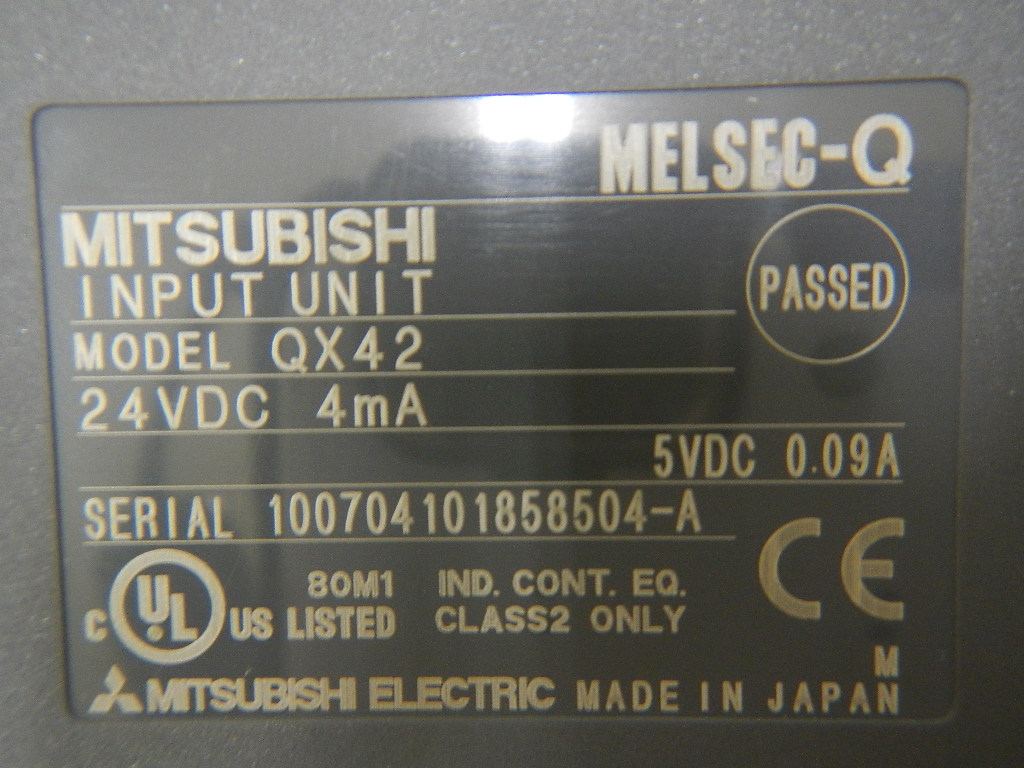 MELSEC-Q
MITSUBISHI
INPUT UNIT
PASSED
MODEL QX42
24VDC 4mA
5VDC 0.09A
SERIAL 100704101858504-A
CE
C UL US LISTED
80M1 IND. CONT. EQ.
CLASS2 ONLY
M
MITSUBISHI ELECTRIC MADE IN JAPAN